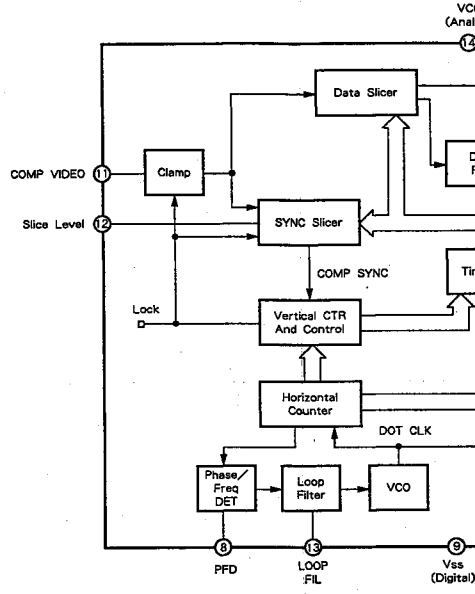 VC
(Anal
14
Data Slicer
COMP VIDEO
11
Clamp
D
F
Slice Level
12
SYNC Slicer
COMP SYNC
Tin
Lock
Vertical CTR
And Control
Horizontal
Counter
DOT CLK
Phase/
Freq
DET
Loop
Filter
VCO
8
13
9
PFD
LOOP
FIL
Vss
(Digital)